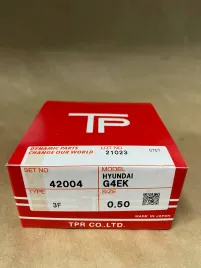 TP
DYNAMIC PARTS
CHANGE OUR WORLD
LOT NO
21023
SET NO
42004
MODEL
HYUNDAI
G4EK
TYPE
3F
SIZE
0.50
MADE IN JAPAN
TPR CO.,LTD.